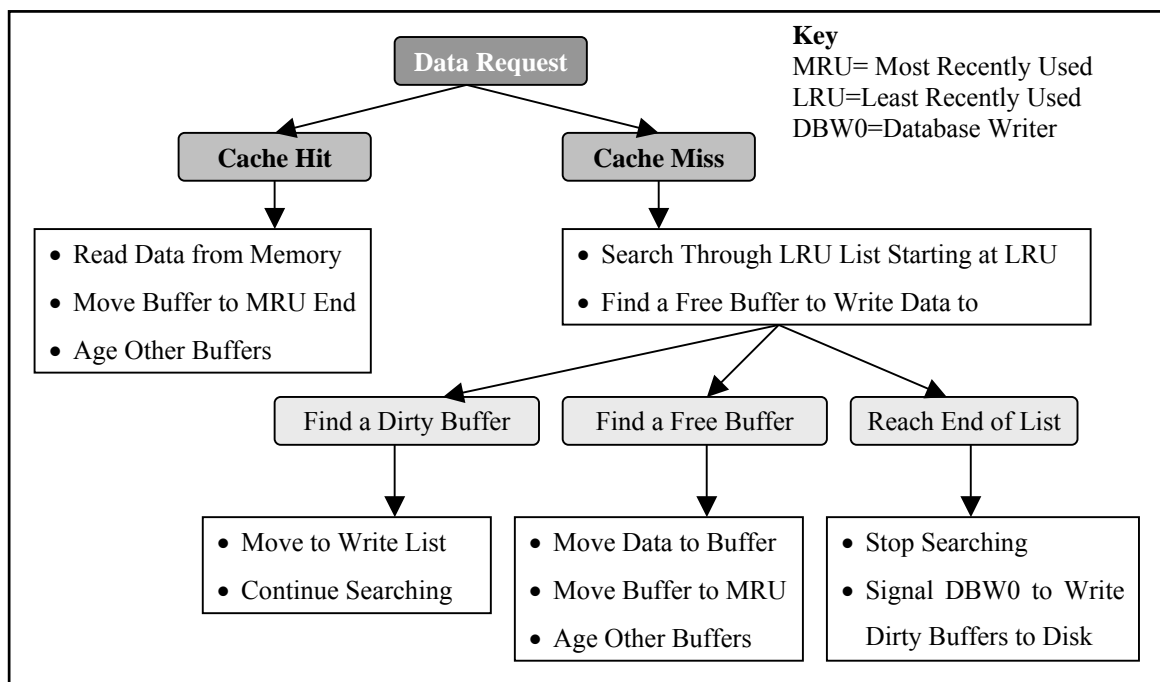 Data Request
Key
MRU= Most Recently Used
LRU=Least Recently Used
DBW0=Database Writer
Cache Hit
Cache Miss
• Read Data from Memory
• Move Buffer to MRU End
• Age Other Buffers
• Search Through LRU List Starting at LRU
• Find a Free Buffer to Write Data to
Find a Dirty Buffer
Find a Free Buffer
Reach End of List
• Move to Write List
• Continue Searching
• Move Data to Buffer
• Move Buffer to MRU
• Age Other Buffers
• Stop Searching
• Signal DBW0 to Write
Dirty Buffers to Disk